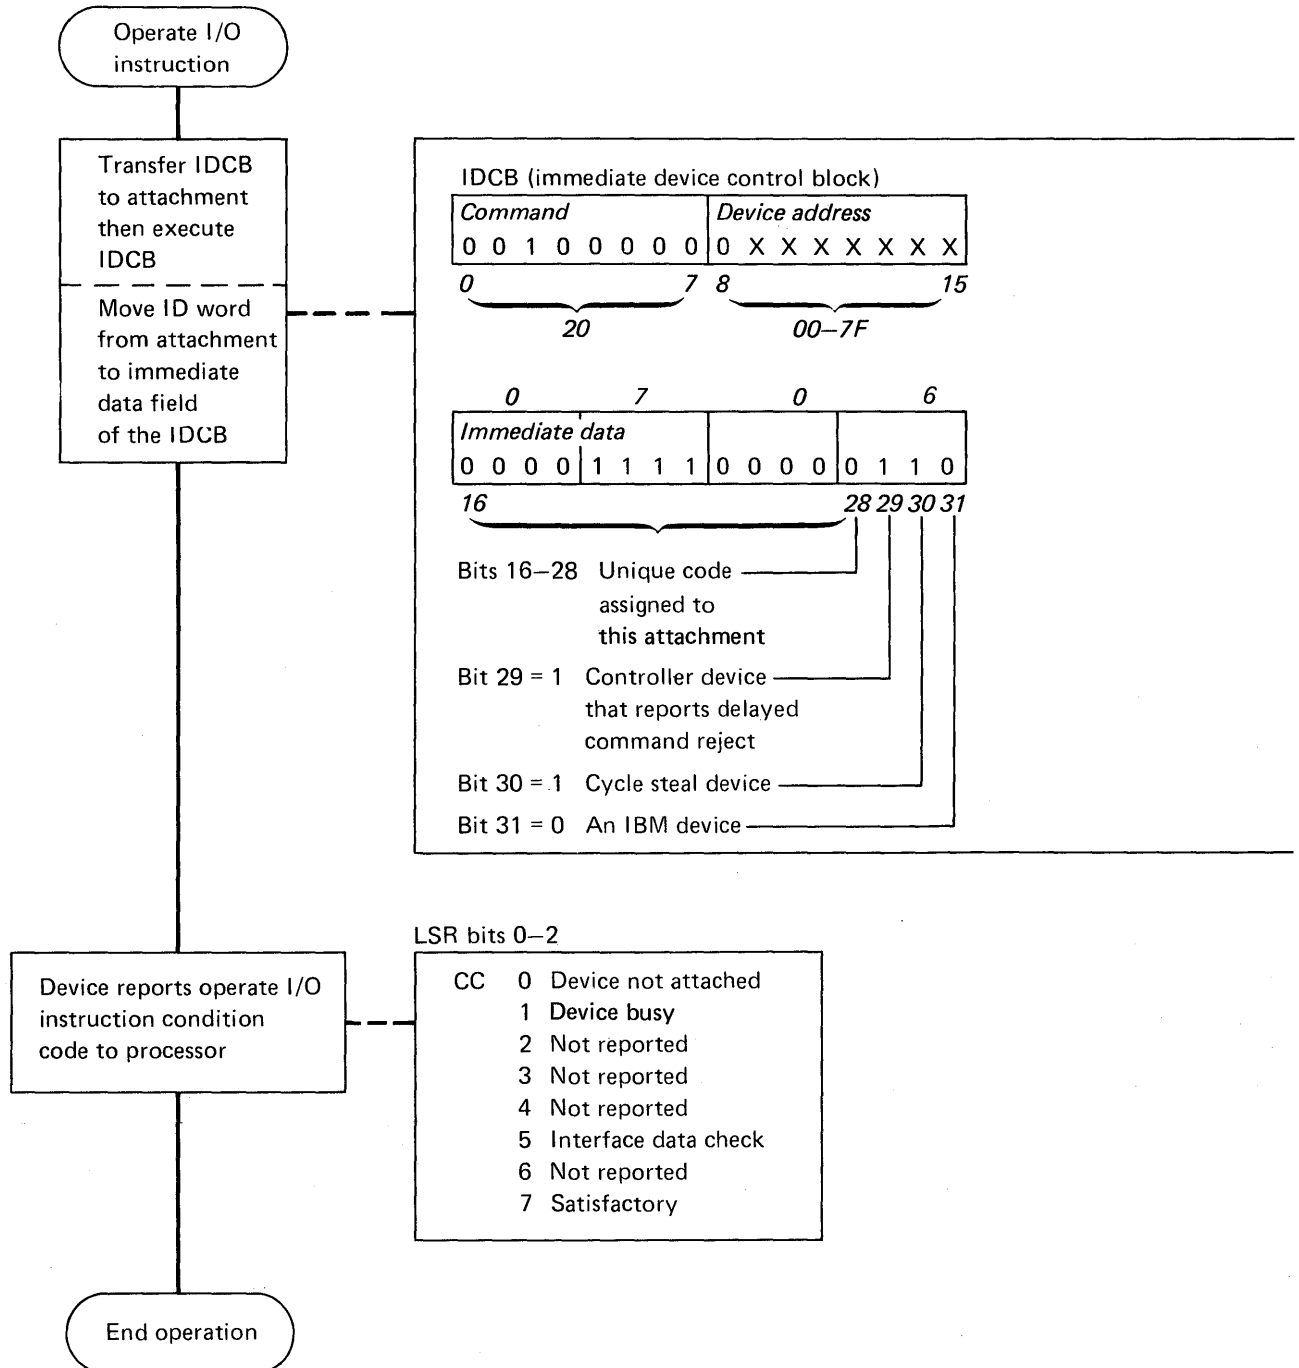 Operate I/O
instruction
Transfer IDCB
to attachment
then execute
IDCB
Move ID word
from attachment
to immediate
data field
of the IDCB
IDCB (immediate device control block)
Command Device address
0 0 1 0 0 0 0 0 0 X X X X X X X
0 7 8 15
20 00–7F
0 7 0 6
Immediate data
0 0 0 0 1 1 1 1 0 0 0 0 0 1 1 0
16 28 29 30 31
Bits 16–28 Unique code
assigned to
this attachment
Bit 29 = 1 Controller device
that reports delayed
command reject
Bit 30 = 1 Cycle steal device
Bit 31 = 0 An IBM device
Device reports operate I/O
instruction condition
code to processor
LSR bits 0–2
CC 0 Device not attached
1 Device busy
2 Not reported
3 Not reported
4 Not reported
5 Interface data check
6 Not reported
7 Satisfactory
End operation